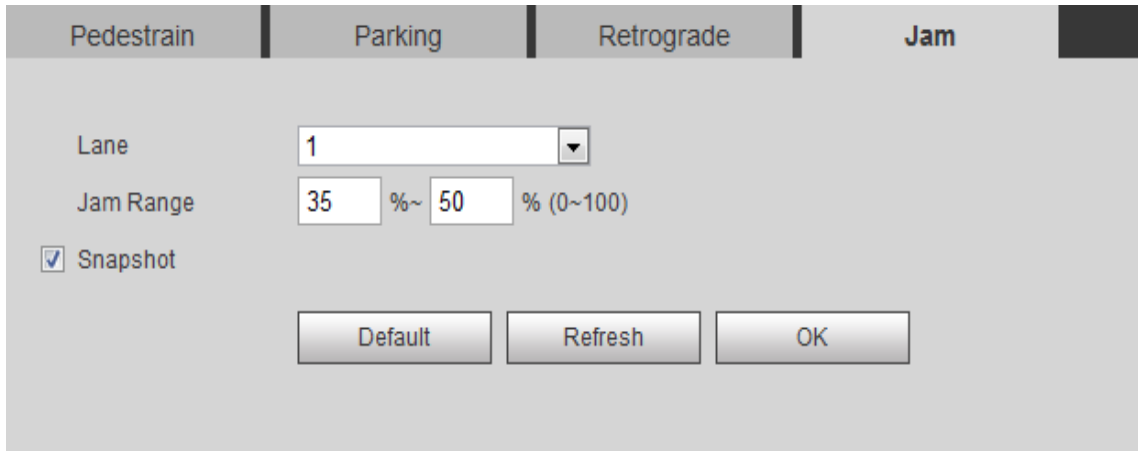 Pedestrain Parking Retrograde Jam
Lane 1
Jam Range 35 %~ 50 % (0~100)
Snapshot
Default Refresh OK